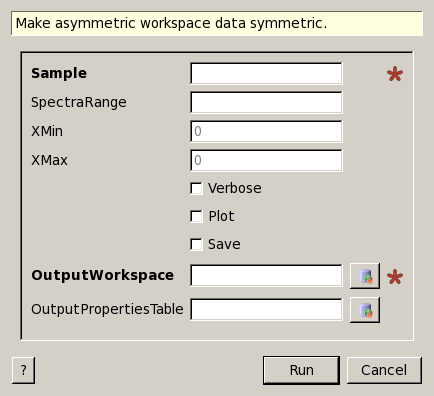 Make asymmetric workspace data symmetric.
Sample *
SpectraRange
XMin 0
XMax 0
Verbose
Plot
Save
OutputWorkspace *
OutputPropertiesTable
? Run Cancel